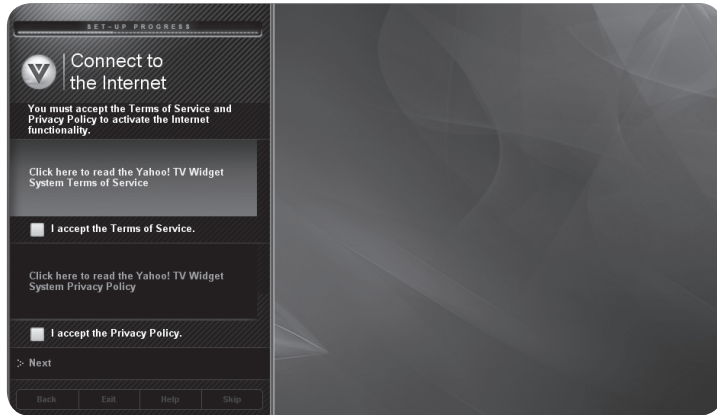 SET-UP PROGRESS
Connect to
the Internet
You must accept the Terms of Service and
Privacy Policy to activate the Internet
functionality.
Click here to read the Yahoo! TV Widget
System Terms of Service
I accept the Terms of Service.
Click here to read the Yahoo! TV Widget
System Privacy Policy
I accept the Privacy Policy.
Next
Back Exit Help Skip